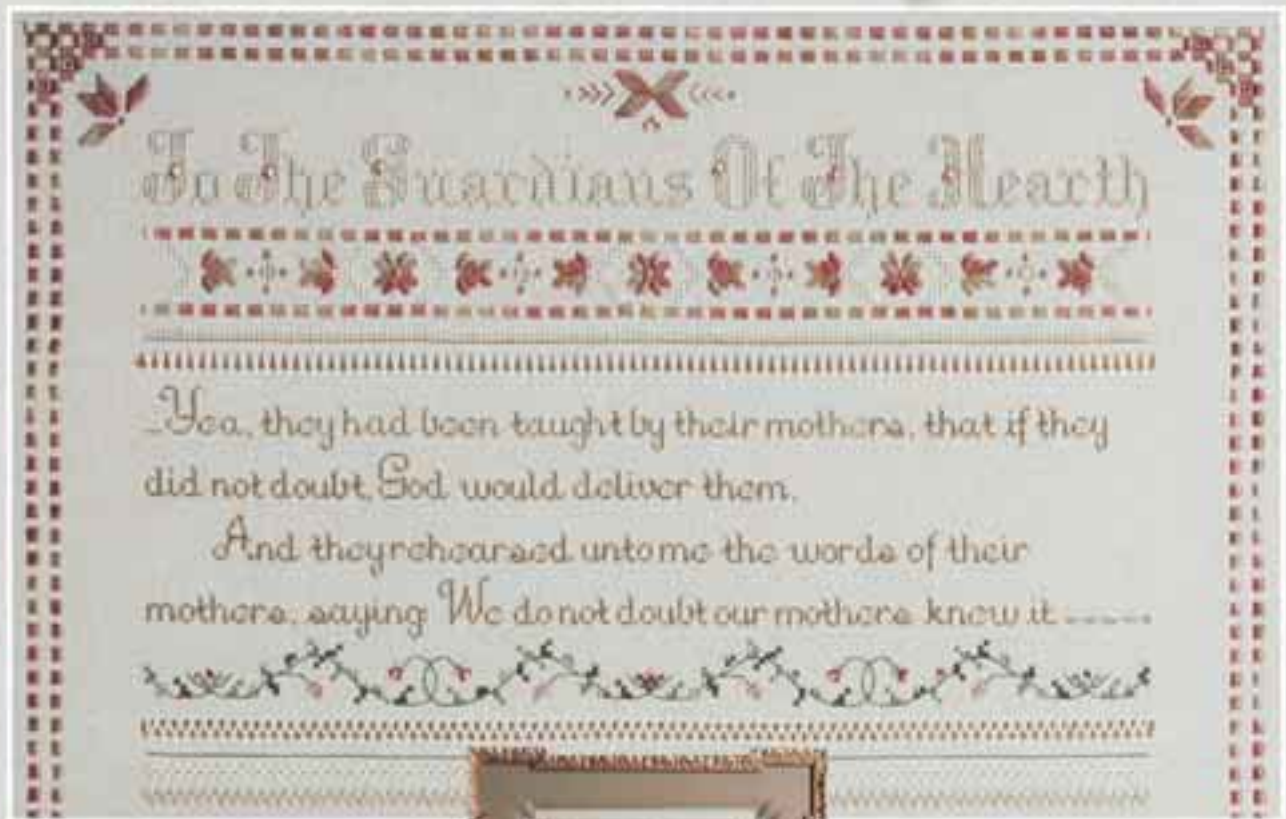 To The Guardians Of The Hearth
Yea, they had been taught by their mothers, that if they
did not doubt, God would deliver them.
And they rehearsed unto me the words of their
mothers, saying: We do not doubt our mothers knew it